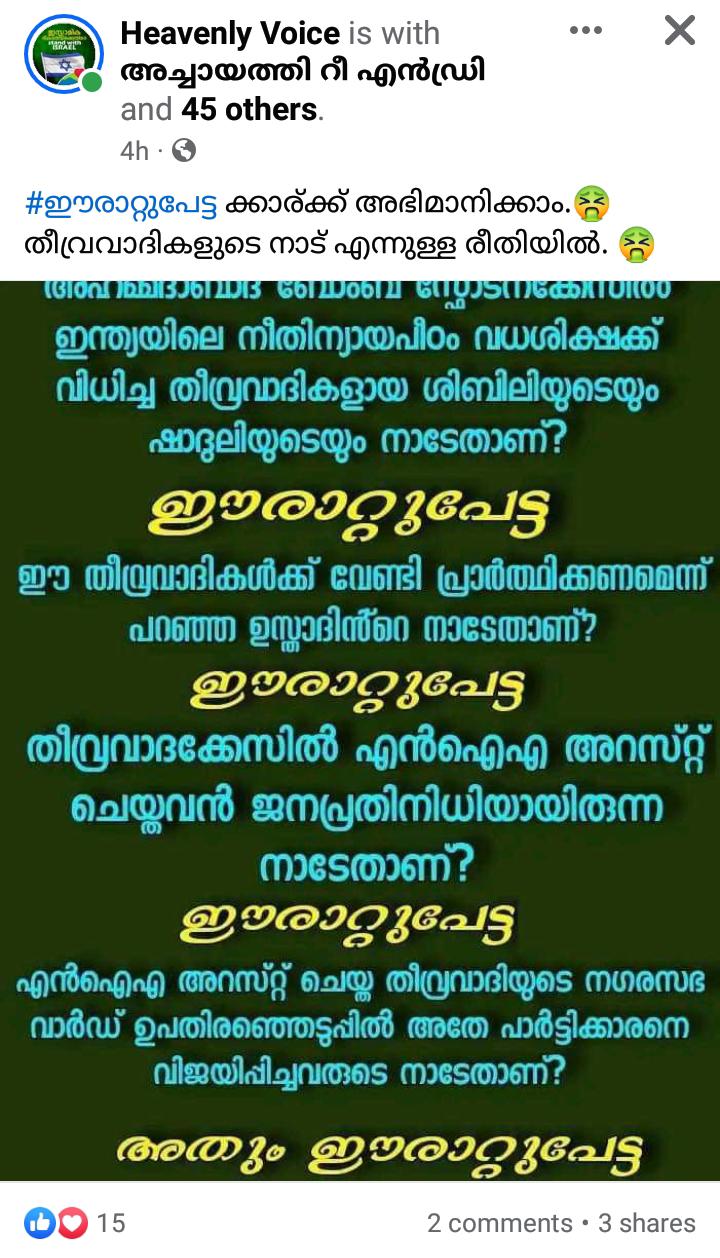 Heavenly Voice is with
അച്ചായത്തി റീ എൻഡ്രി
and 45 others.
4h ·
#ഈരാറ്റുപേട്ട ക്കാര്ക്ക് അഭിമാനിക്കാം.
തീവ്രവാദികളുടെ നാട് എന്നുള്ള രീതിയിൽ.
ഇന്ത്യയിലെ നീതിന്യായപീഠം വധശിക്ഷക്ക്
വിധിച്ച തീവ്രവാദികളായ ശിബിലിയുടെയും
ഷാദുലിയുടെയും നാടേതാണ്?
ഈരാറ്റുപേട്ട
ഈ തീവ്രവാദികൾക്ക് വേണ്ടി പ്രാർത്ഥിക്കണമെന്ന്
പറഞ്ഞ ഉസ്താദിൻ്റെ നാടേതാണ്?
ഈരാറ്റുപേട്ട
തീവ്രവാദക്കേസിൽ എൻഐഎ അറസ്റ്റ്
ചെയ്തവൻ ജനപ്രതിനിധിയായിരുന്ന
നാടേതാണ്?
ഈരാറ്റുപേട്ട
എൻഐഎ അറസ്റ്റ് ചെയ്ത തീവ്രവാദിയുടെ നഗരസഭ
വാർഡ് ഉപതിരഞ്ഞെടുപ്പിൽ അതേ പാർട്ടിക്കാരനെ
വിജയിപ്പിച്ചവരുടെ നാടേതാണ്?
അതും ഈരാറ്റുപേട്ട
15
2 comments • 3 shares